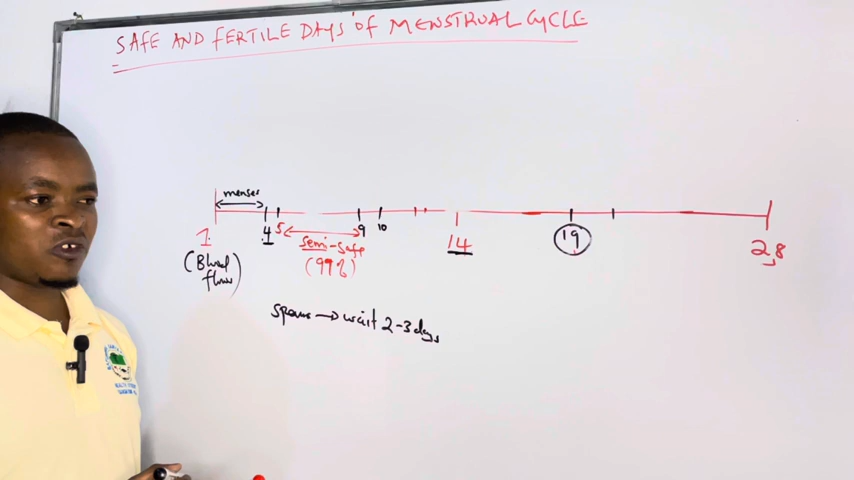 SAFE AND FERTILE DAYS OF MENSTRUAL CYCLE
menses
1 4 5 9 10 14 19 28
(Blood flow)
semi-safe
(99%)
sperms → wait 2-3 days